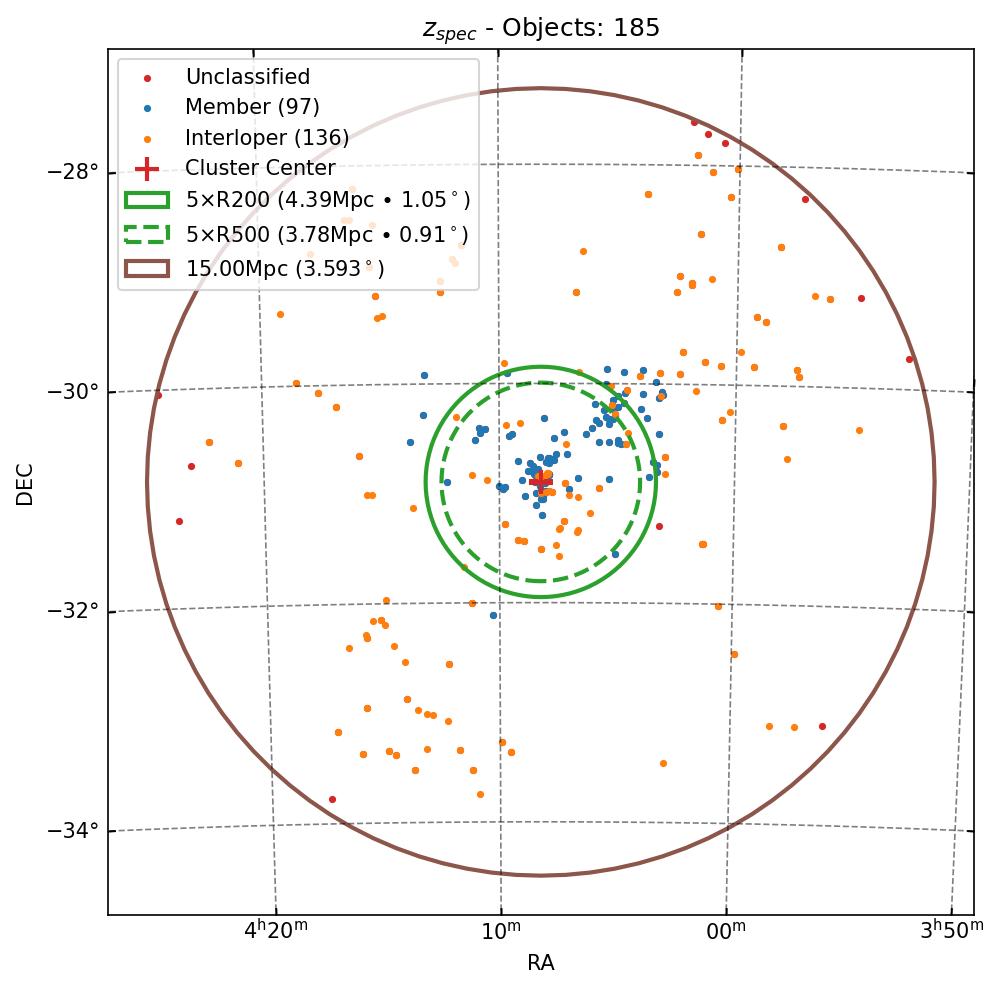 z_spec - Objects: 185
Unclassified
Member (97)
Interloper (136)
Cluster Center
5×R200 (4.39Mpc • 1.05°)
5×R500 (3.78Mpc • 0.91°)
15.00Mpc (3.593°)
−28°
−30°
−32°
−34°
DEC
4ʰ20ᵐ 10ᵐ 00ᵐ 3ʰ50ᵐ
RA